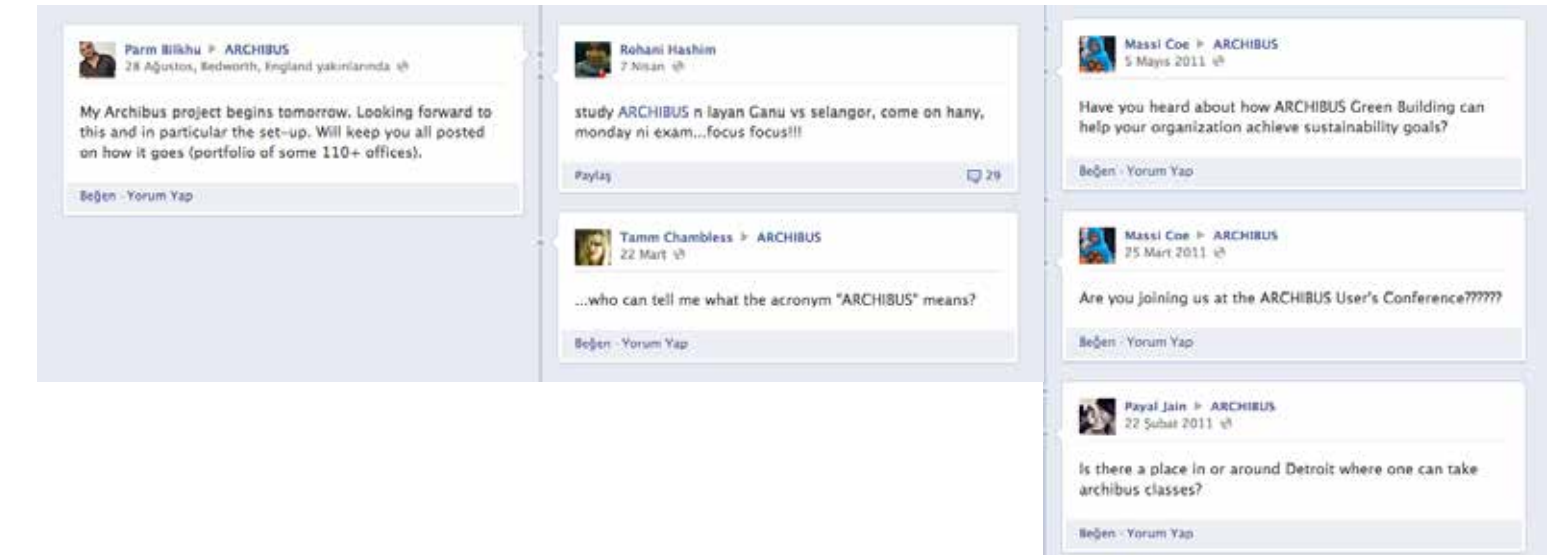 Parm Bilkhu ▶ ARCHIBUS
28 Ağustos, Bedworth, England yakınlarında
My Archibus project begins tomorrow. Looking forward to
this and in particular the set-up. Will keep you all posted
on how it goes (portfolio of some 110+ offices).
Beğen · Yorum Yap
Rohani Hashim
7 Nisan
study ARCHIBUS n layan Ganu vs selangor, come on hany,
monday ni exam...focus focus!!!
Paylaş
29
Tamm Chambless ▶ ARCHIBUS
22 Mart
...who can tell me what the acronym "ARCHIBUS" means?
Beğen · Yorum Yap
Massi Coe ▶ ARCHIBUS
5 Mayıs 2011
Have you heard about how ARCHIBUS Green Building can
help your organization achieve sustainability goals?
Beğen · Yorum Yap
Massi Coe ▶ ARCHIBUS
25 Mart 2011
Are you joining us at the ARCHIBUS User's Conference??????
Beğen · Yorum Yap
Payal Jain ▶ ARCHIBUS
22 Şubat 2011
Is there a place in or around Detroit where one can take
archibus classes?
Beğen · Yorum Yap